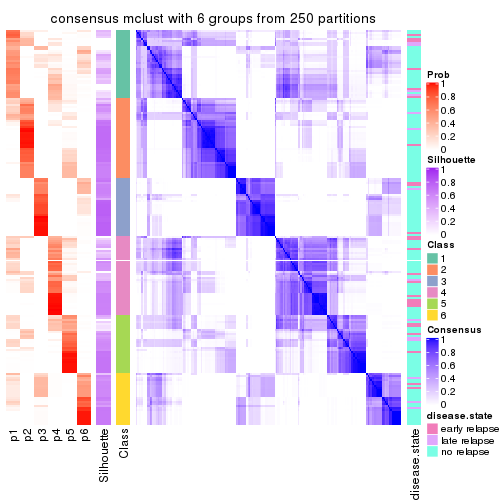 consensus mclust with 6 groups from 250 partitions
Prob
1
0.8
0.6
0.4
0.2
0
Silhouette
1
0.8
0.6
0.4
0.2
0
Class
1
2
3
4
5
6
Consensus
1
0.8
0.6
0.4
0.2
0
disease.state
early relapse
late relapse
no relapse
p1
p2
p3
p4
p5
p6
Silhouette
Class
disease.state